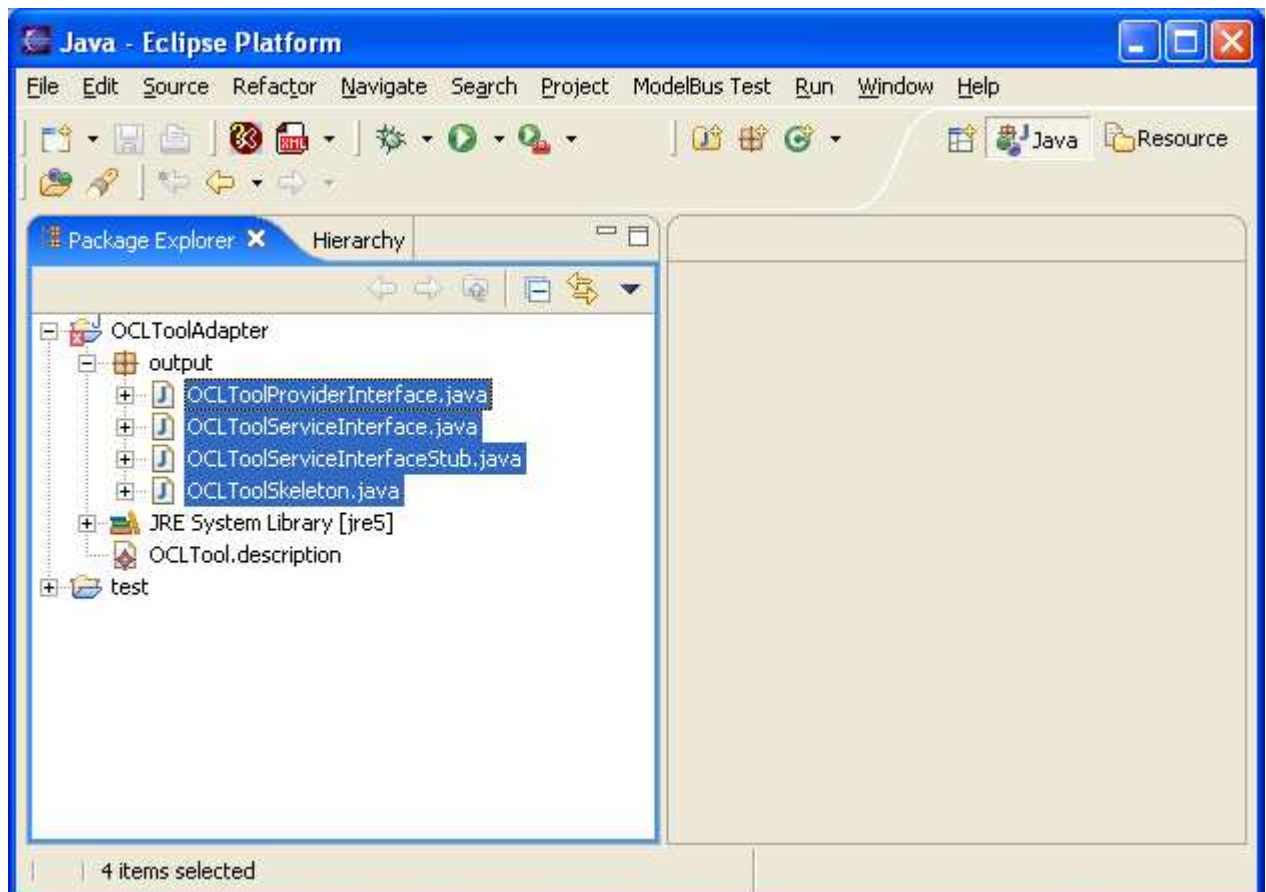 Java - Eclipse Platform
File Edit Source Refactor Navigate Search Project ModelBus Test Run Window Help
XML
Java Resource
Package Explorer Hierarchy
OCLToolAdapter
output
OCLToolProviderInterface.java
OCLToolServiceInterface.java
OCLToolServiceInterfaceStub.java
OCLToolSkeleton.java
JRE System Library [jre5]
OCLTool.description
test
4 items selected